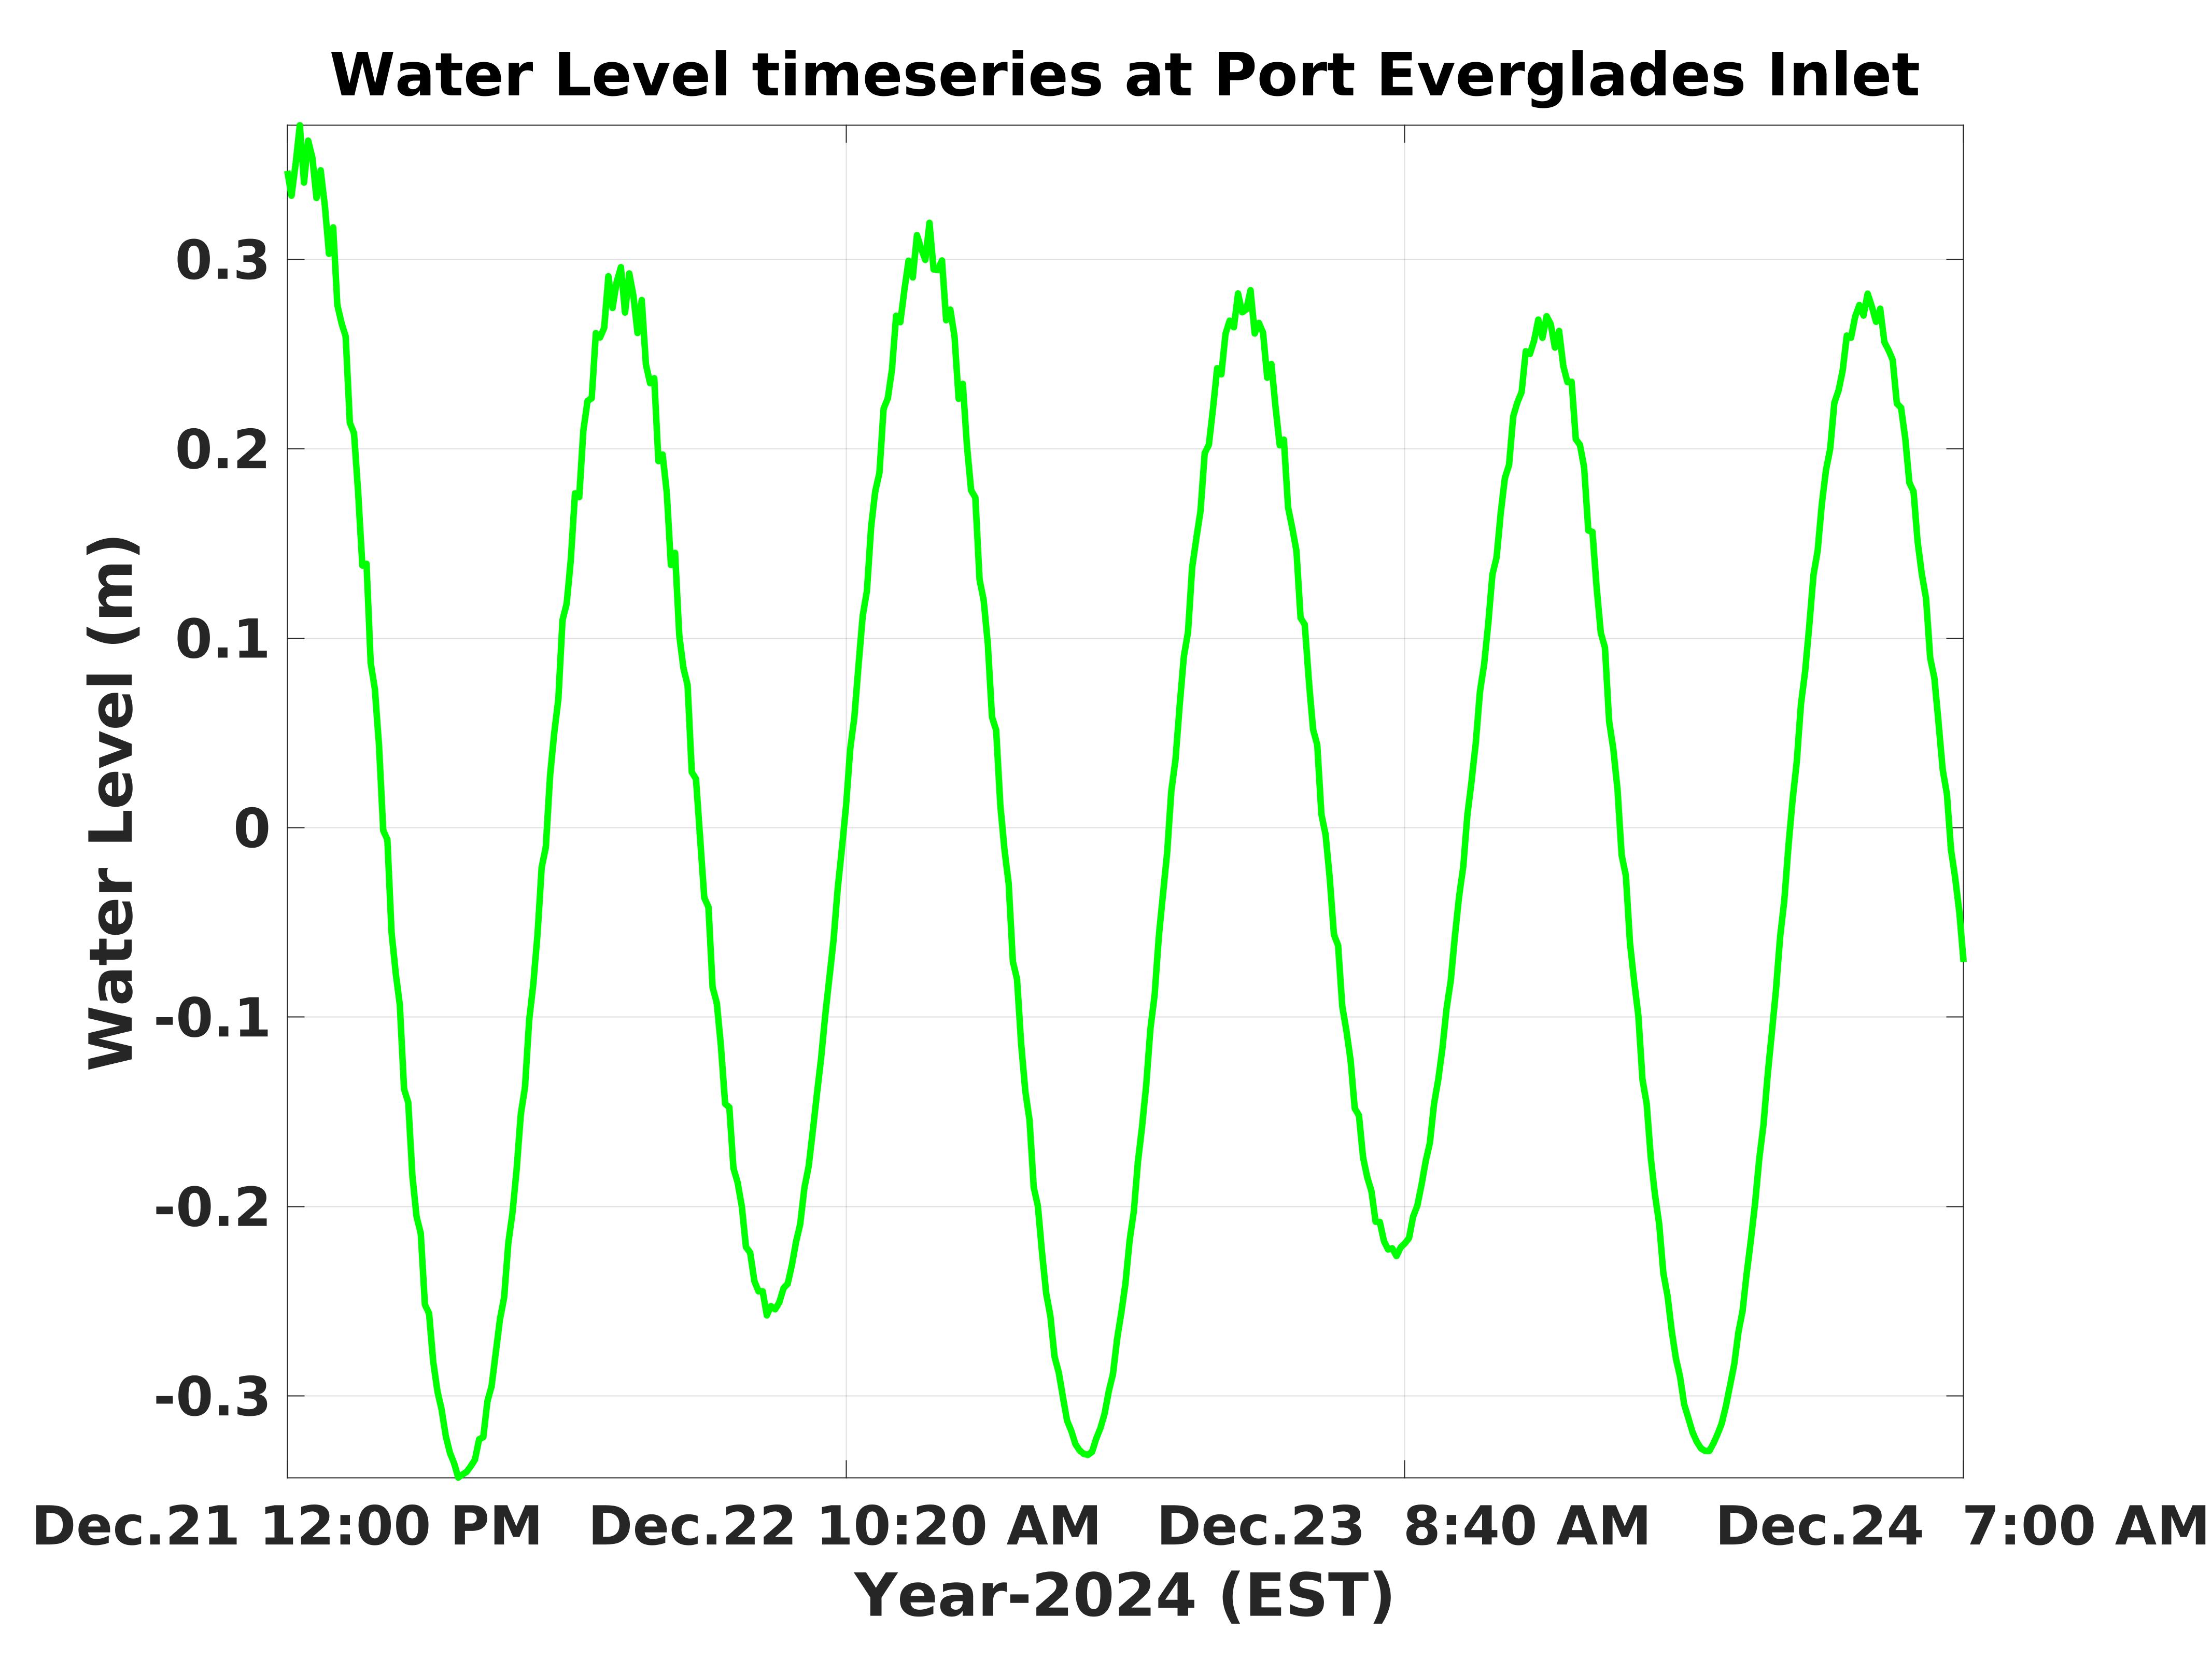 Water Level timeseries at Port Everglades Inlet
Water Level (m)
0.3
0.2
0.1
0
-0.1
-0.2
-0.3
Dec.21 12:00 PM Dec.22 10:20 AM Dec.23 8:40 AM Dec.24 7:00 AM
Year-2024 (EST)